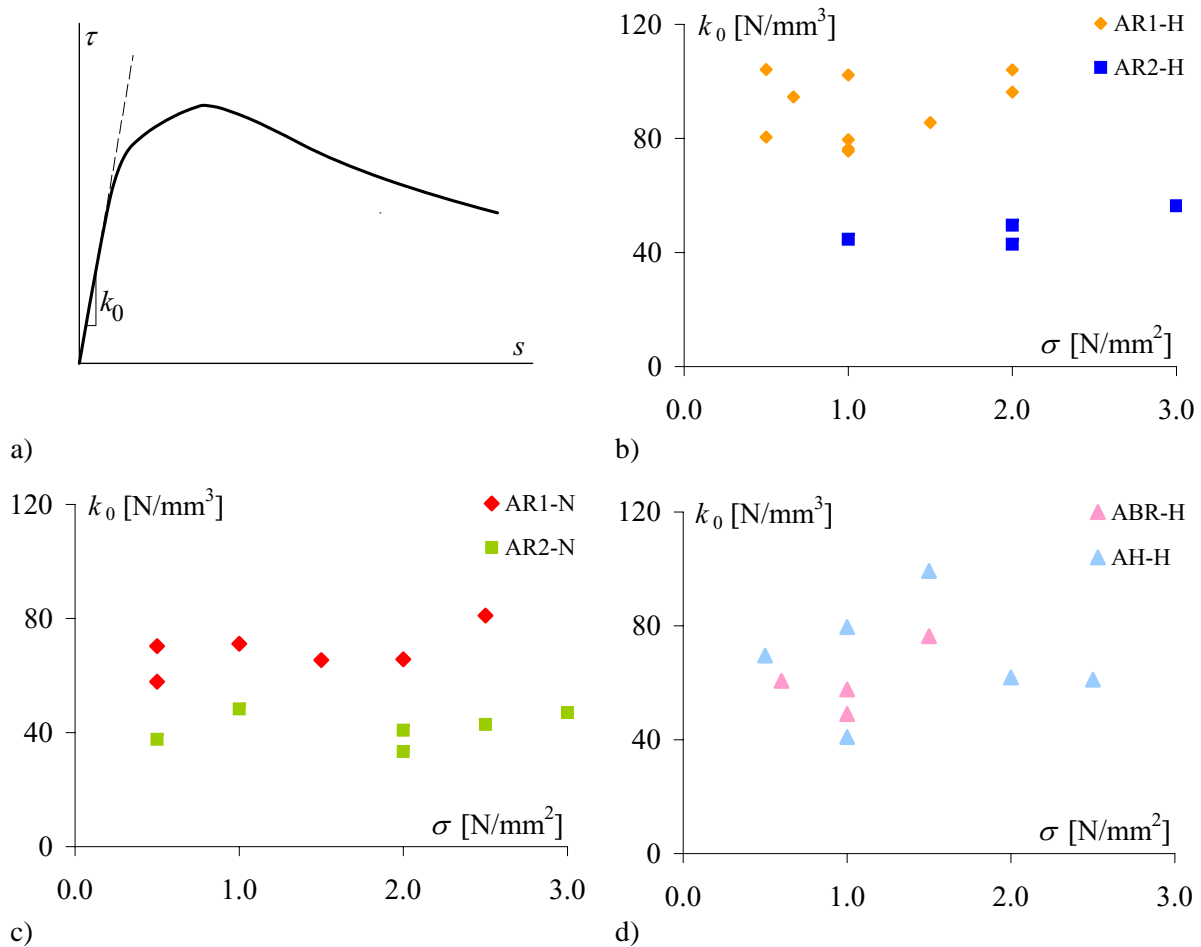 τ
k₀
s
a)
k₀ [N/mm³]
AR1-H
AR2-H
120
80
40
0
σ [N/mm²]
0.0 1.0 2.0 3.0
b)
k₀ [N/mm³]
AR1-N
AR2-N
120
80
40
0
σ [N/mm²]
0.0 1.0 2.0 3.0
c)
k₀ [N/mm³]
ABR-H
AH-H
120
80
40
0
σ [N/mm²]
0.0 1.0 2.0 3.0
d)